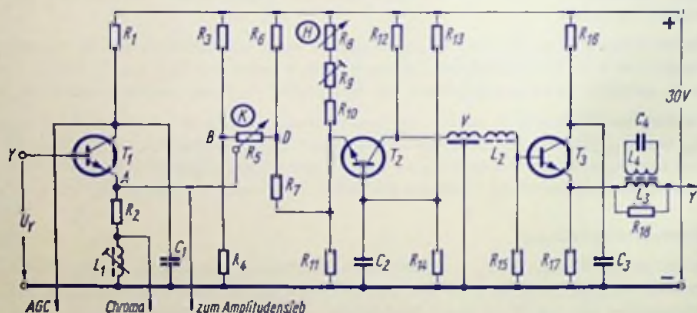 R1 R3 R6 H R8 R12 R13 R16 +
R9 30V
R10
Y T1 B K R5 D T2 V L2 T3 C4
L4
A L3 Y
UY R2 R7 R18
L1 C1 R4 R11 C2 R14 R15 R17 C3 −
AGC Chroma zum Amplitudensieb